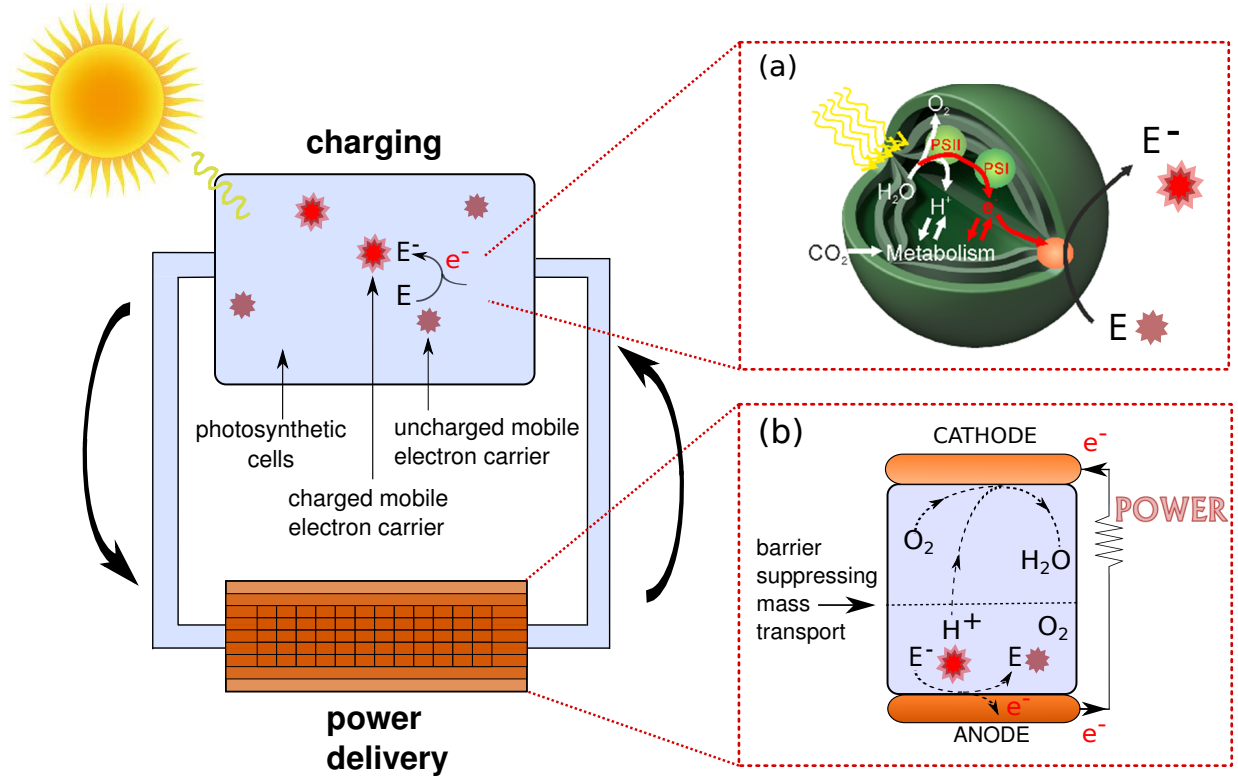 charging
E-
e-
E
photosynthetic
cells
uncharged mobile
electron carrier
charged mobile
electron carrier
power
delivery
(a)
O2
PSII
PSI
H2O
H+
e-
CO2
Metabolism
E-
E
(b)
CATHODE
e-
POWER
O2
H2O
barrier
suppressing
mass
transport
H+
O2
E-
E
e-
e-
ANODE